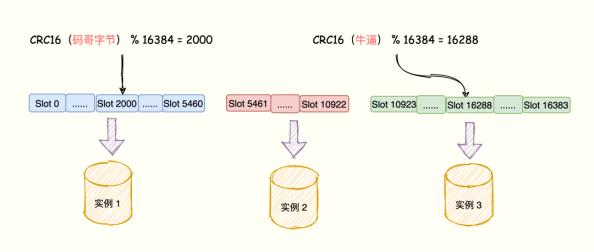 CRC16（码哥字节） % 16384 = 2000
CRC16（牛逼） % 16384 = 16288
Slot 0 ...... Slot 2000 ...... Slot 5460
Slot 5461 ...... Slot 10922
Slot 10923 ...... Slot 16288 ...... Slot 16383
实例 1
实例 2
实例 3